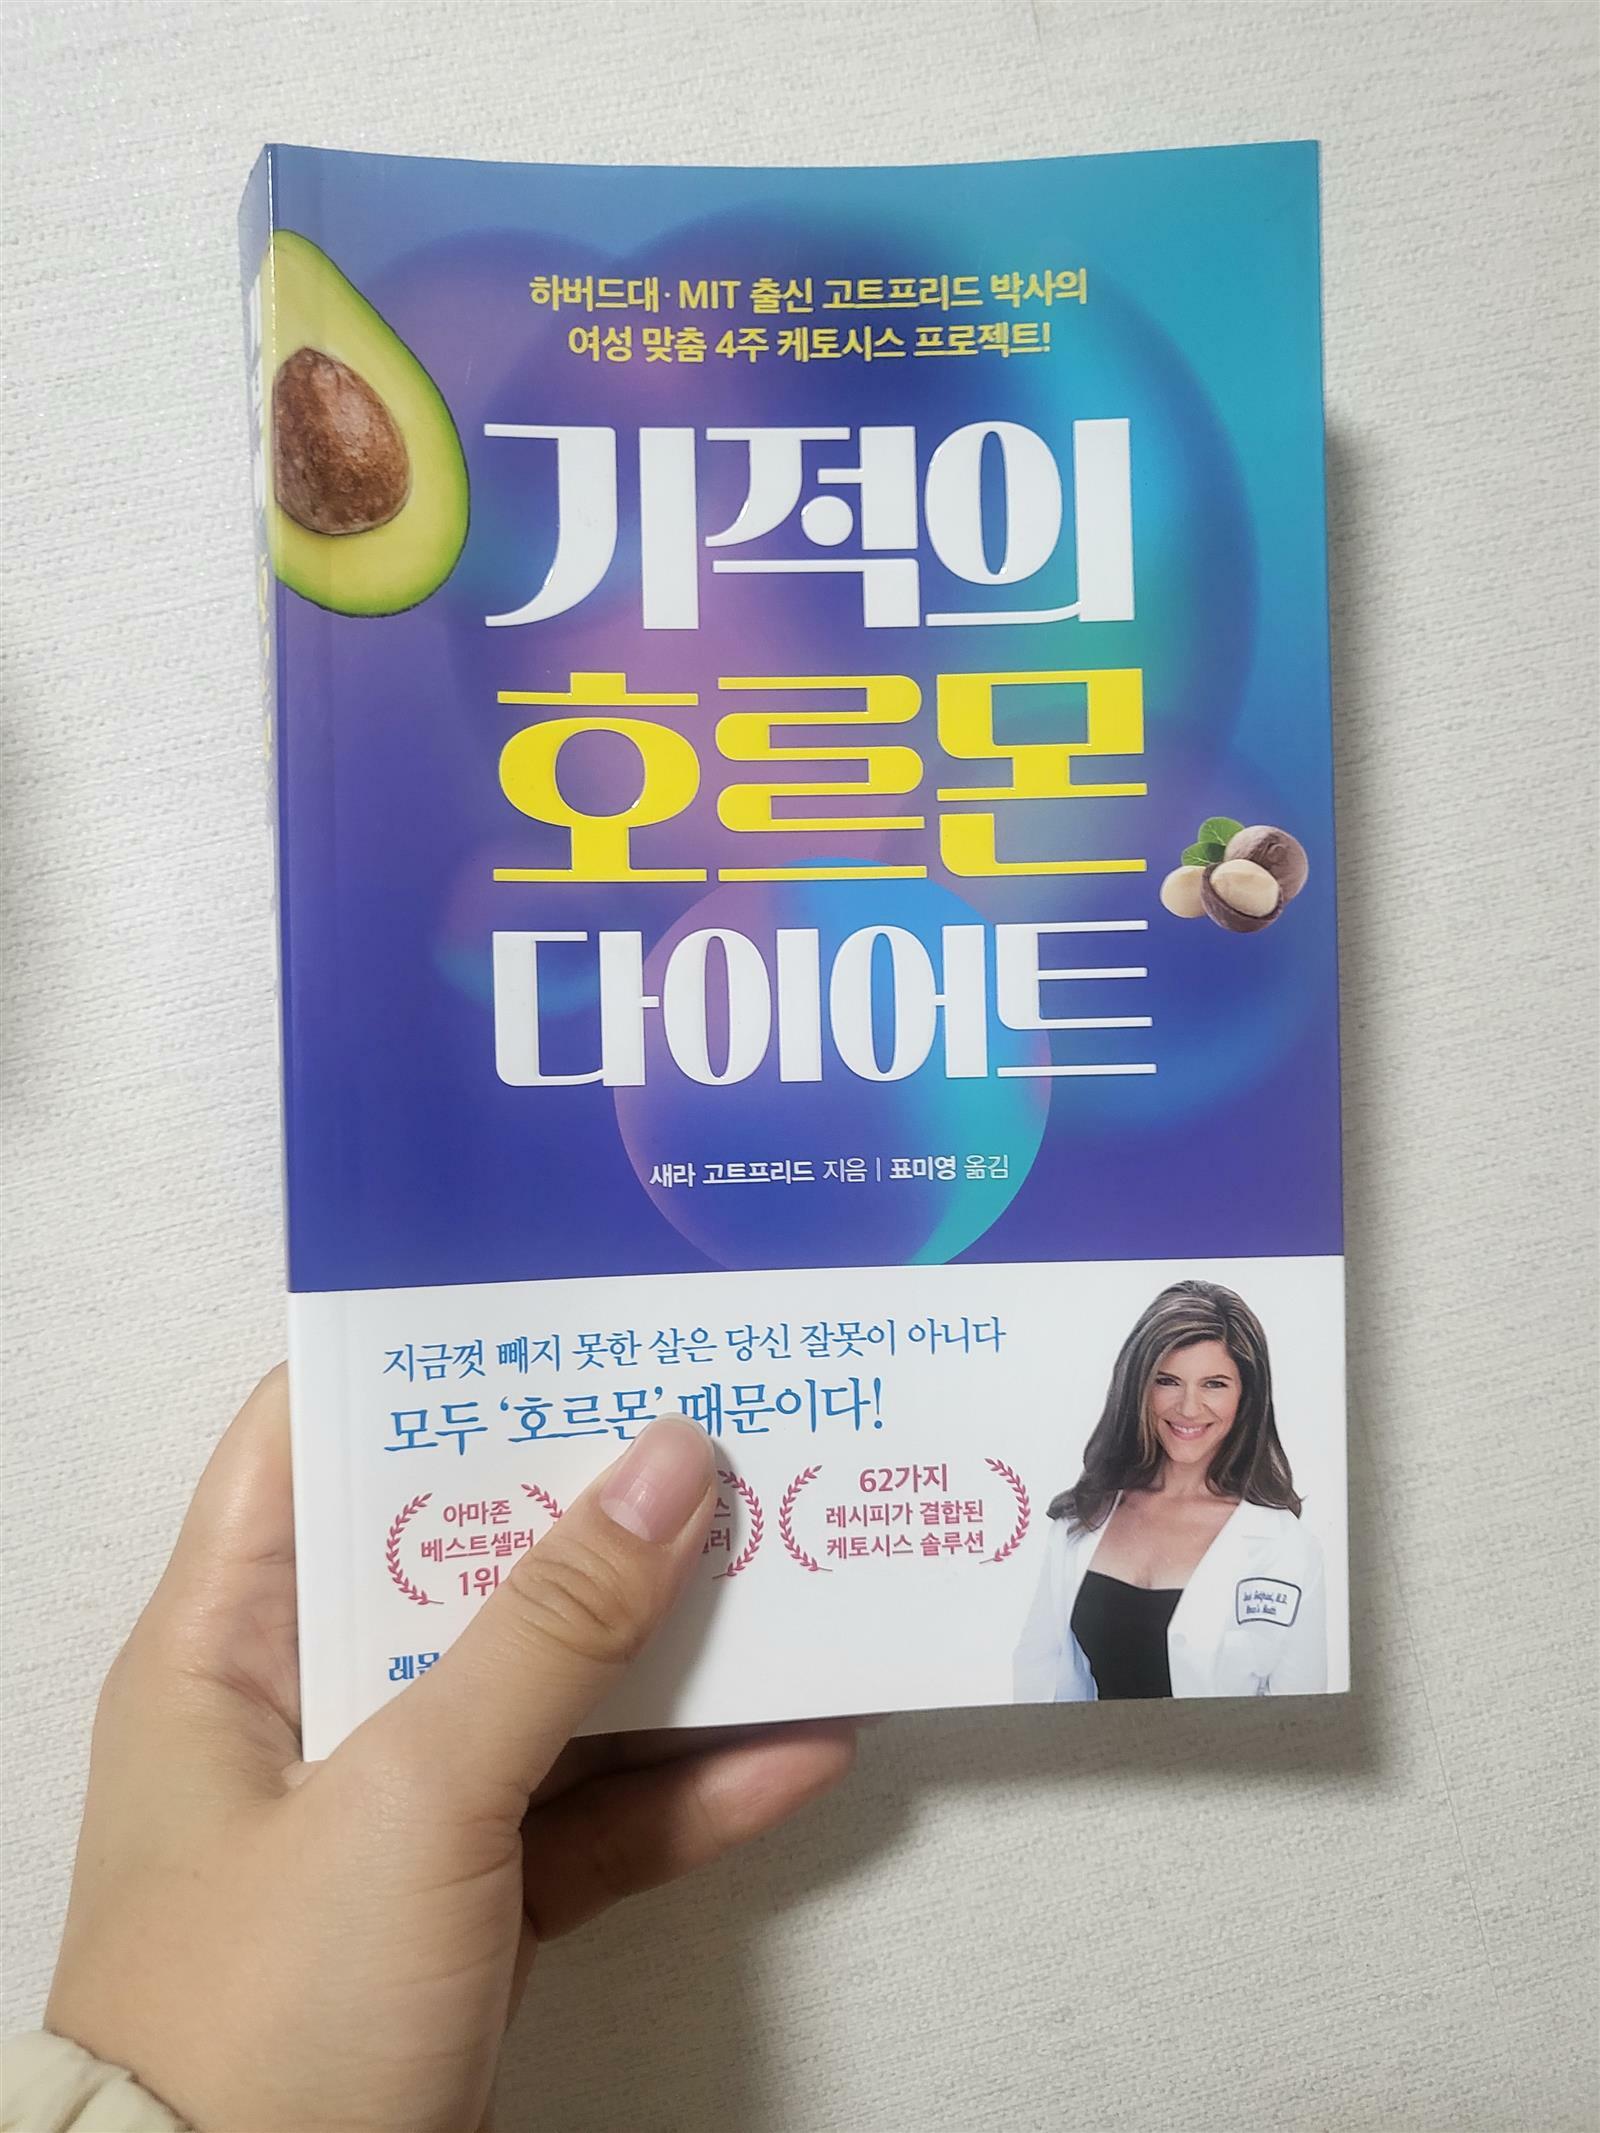 하버드대·MIT 출신 고트프리드 박사의
여성 맞춤 4주 케토시스 프로젝트!
기적의
호르몬
다이어트
새라 고트프리드 지음 | 표미영 옮김
지금껏 빼지 못한 살은 당신 잘못이 아니다
모두 ‘호르몬’ 때문이다!
아마존
베스트셀러
1위
62가지
레시피가 결합된
케토시스 솔루션